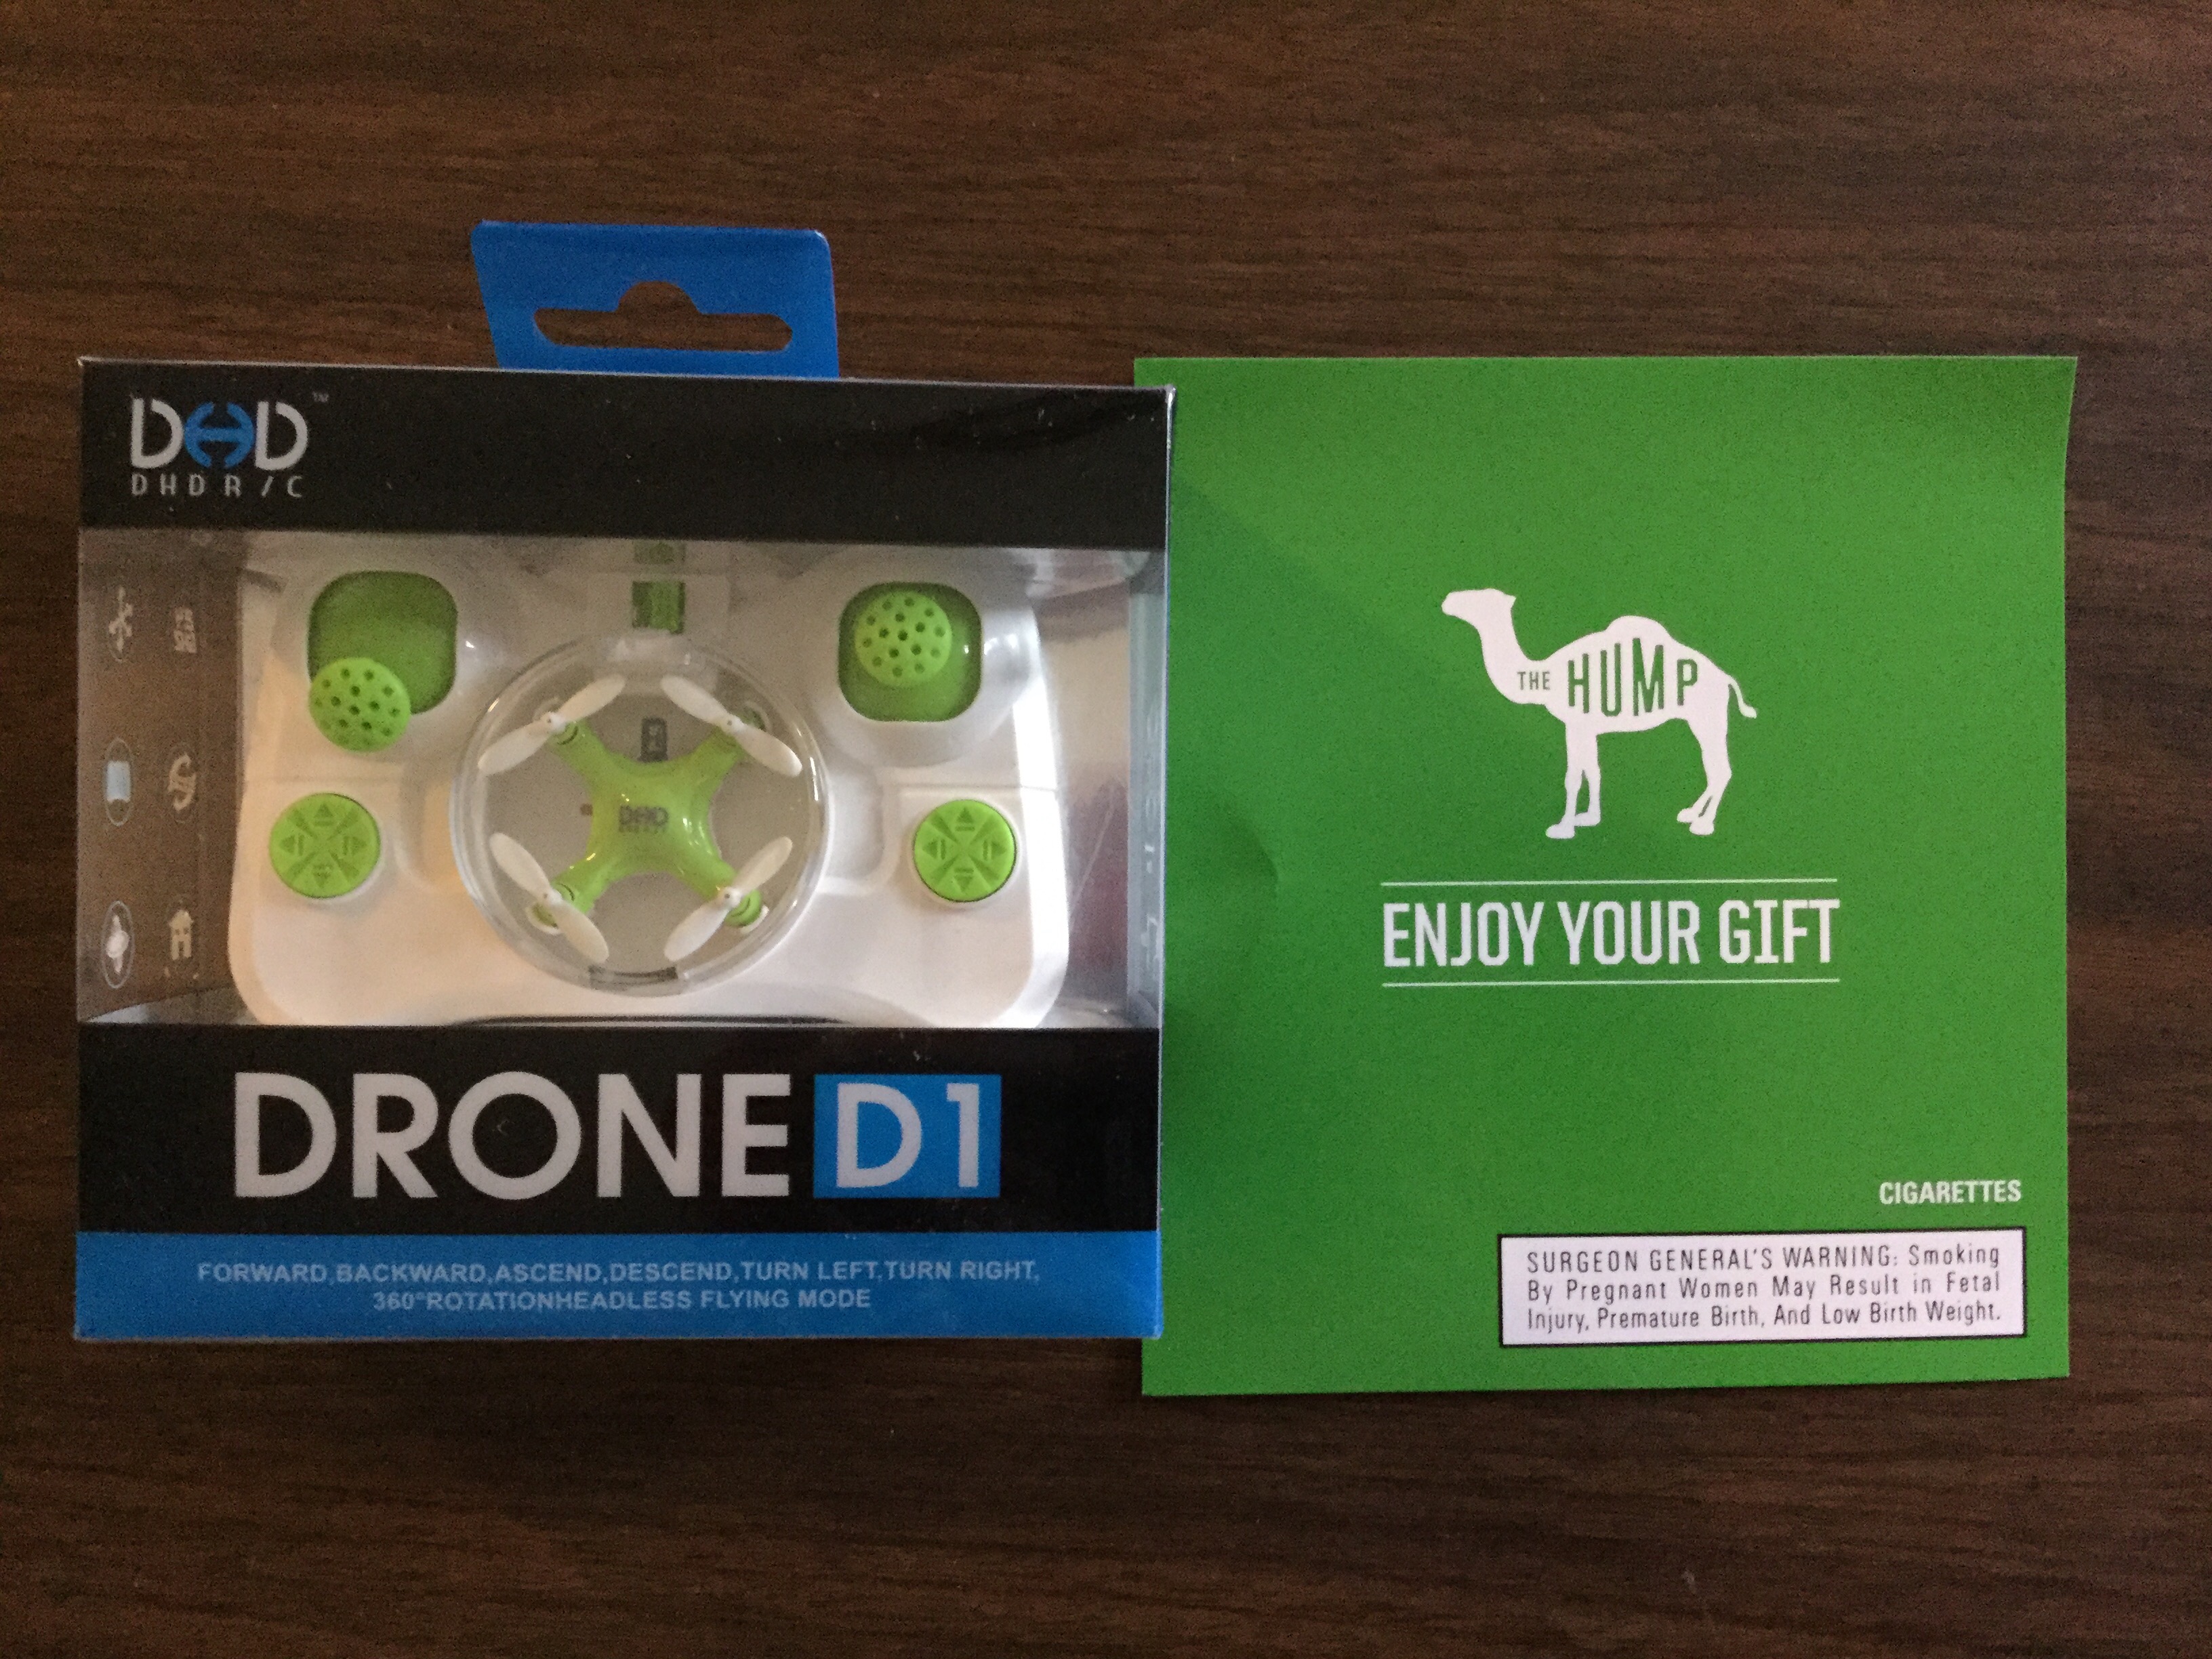 DHD™
DHD R/C
DHD
DRONE D1
FORWARD,BACKWARD,ASCEND,DESCEND,TURN LEFT,TURN RIGHT,
360°ROTATIONHEADLESS FLYING MODE
THE HUMP
ENJOY YOUR GIFT
CIGARETTES
SURGEON GENERAL'S WARNING: Smoking
By Pregnant Women May Result in Fetal
Injury, Premature Birth, And Low Birth Weight.